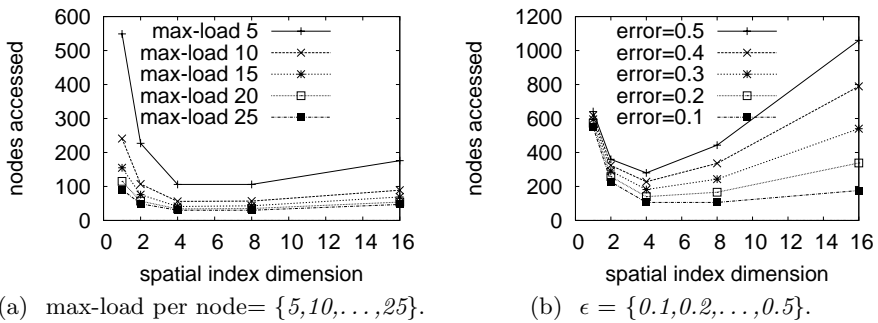 600
500
400
300
200
100
0
nodes accessed
max-load 5
max-load 10
max-load 15
max-load 20
max-load 25
0 2 4 6 8 10 12 14 16
spatial index dimension
(a) max-load per node= {5,10,...,25}.
1200
1000
800
600
400
200
0
nodes accessed
error=0.5
error=0.4
error=0.3
error=0.2
error=0.1
0 2 4 6 8 10 12 14 16
spatial index dimension
(b) ϵ = {0.1,0.2,...,0.5}.